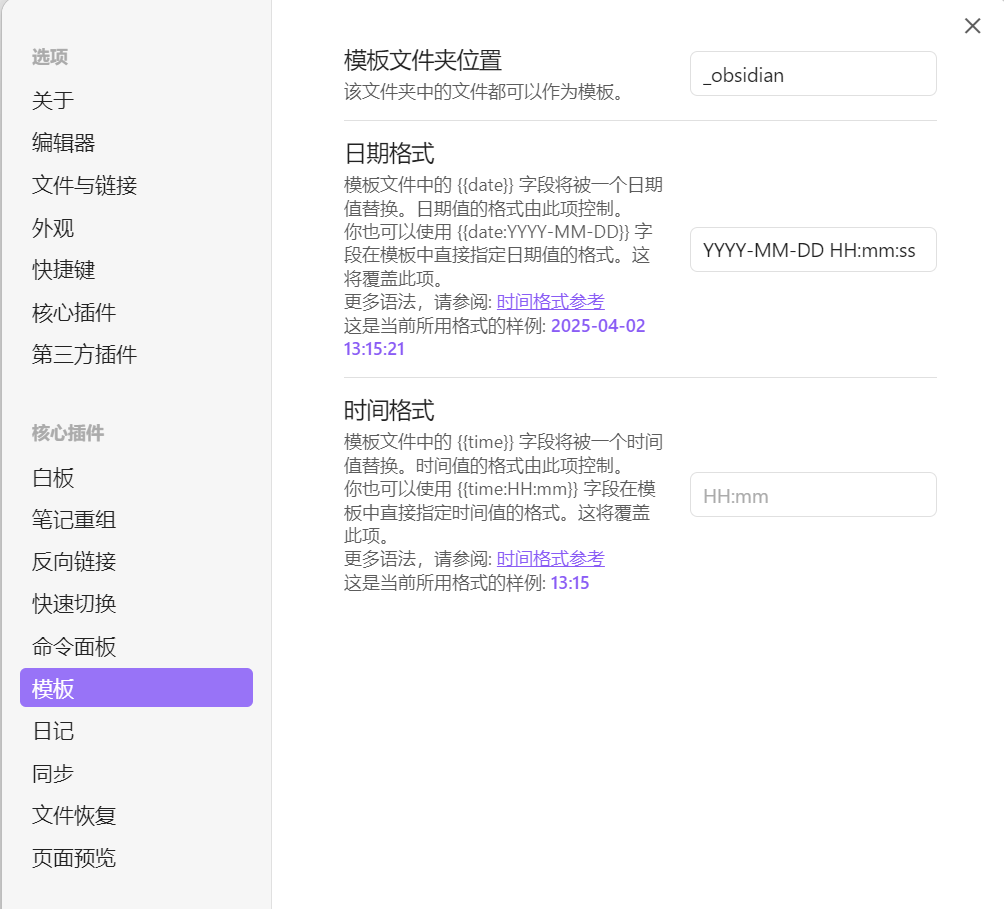 选项
关于
编辑器
文件与链接
外观
快捷键
核心插件
第三方插件
核心插件
白板
笔记重组
反向链接
快速切换
命令面板
模板
日记
同步
文件恢复
页面预览
模板文件夹位置
该文件夹中的文件都可以作为模板。
_obsidian
日期格式
模板文件中的 {{date}} 字段将被一个日期
值替换。日期值的格式由此项控制。
你也可以使用 {{date:YYYY-MM-DD}} 字
段在模板中直接指定日期值的格式。这
将覆盖此项。
更多语法，请参阅: 时间格式参考
这是当前所用格式的样例: 2025-04-02
13:15:21
YYYY-MM-DD HH:mm:ss
时间格式
模板文件中的 {{time}} 字段将被一个时间
值替换。时间值的格式由此项控制。
你也可以使用 {{time:HH:mm}} 字段在模
板中直接指定时间值的格式。这将覆盖
此项。
更多语法，请参阅: 时间格式参考
这是当前所用格式的样例: 13:15
HH:mm